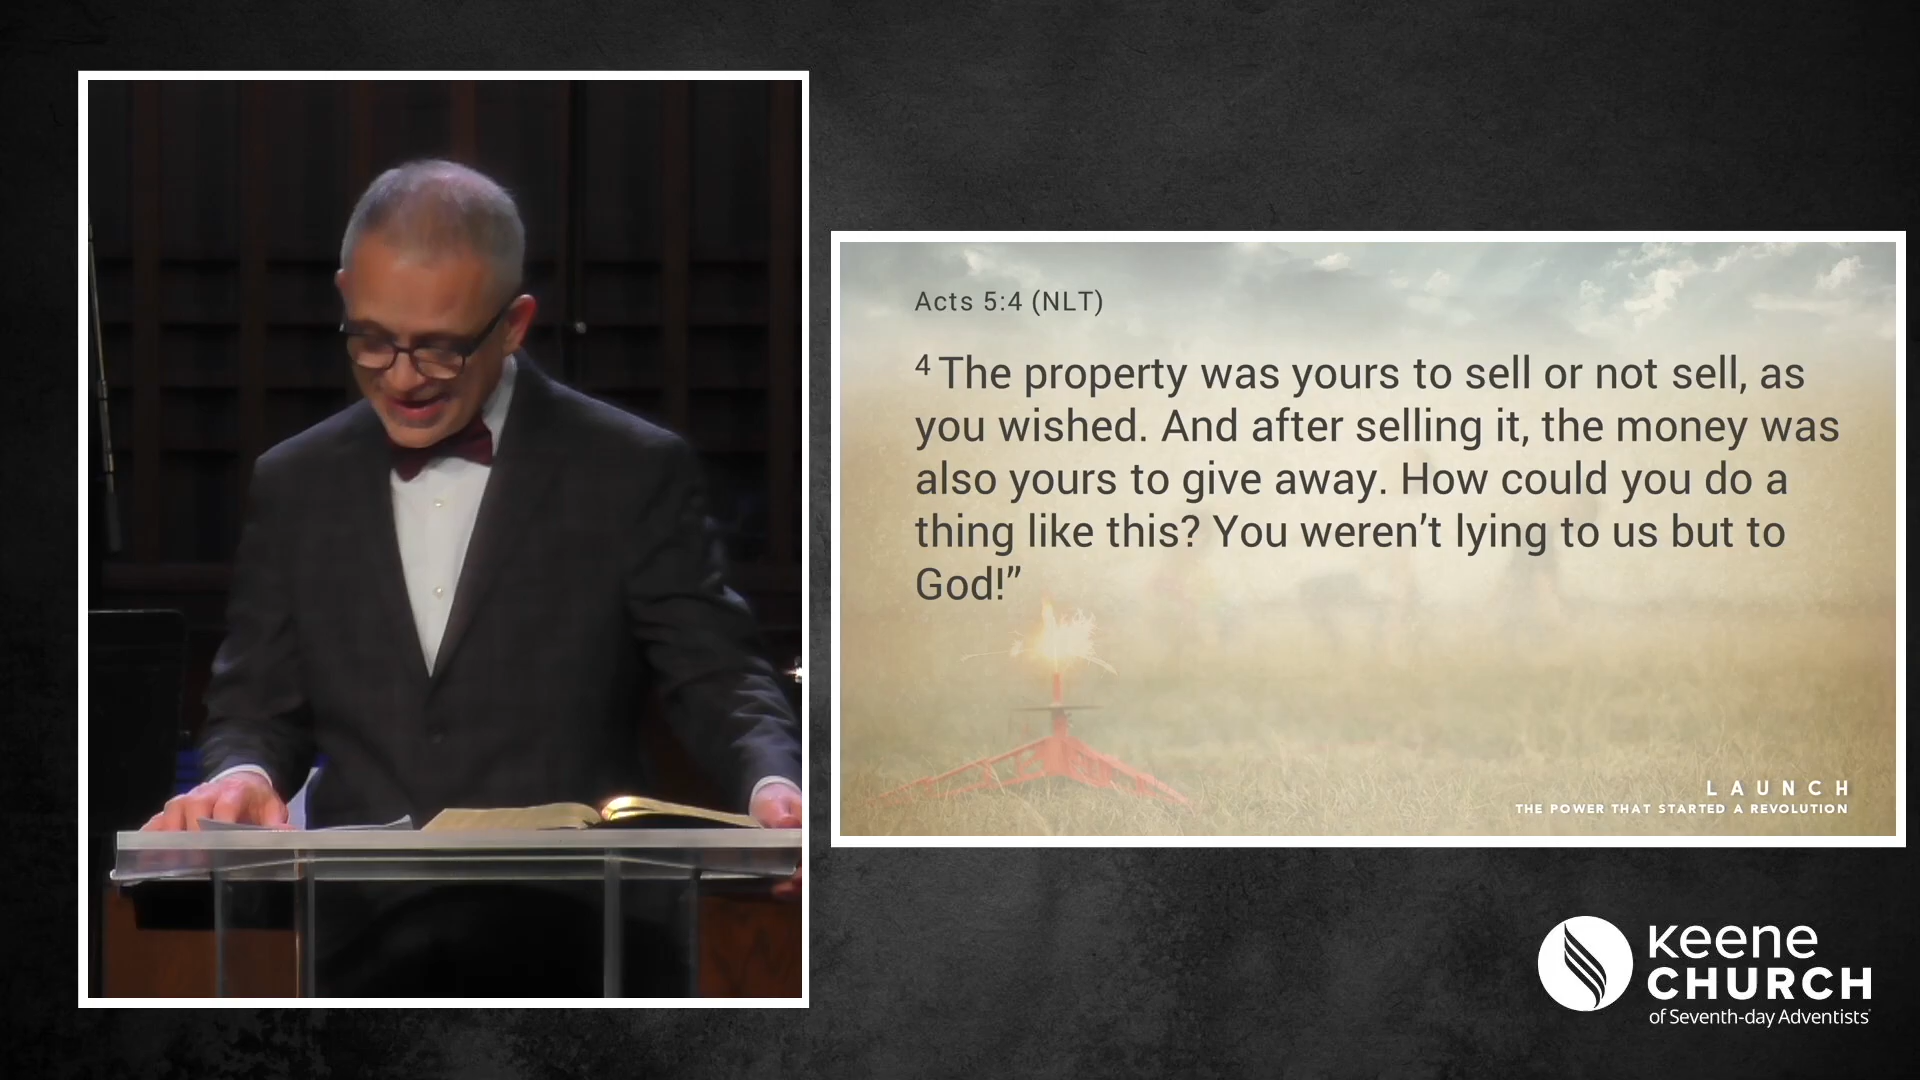 Acts 5:4 (NLT)
4 The property was yours to sell or not sell, as
you wished. And after selling it, the money was
also yours to give away. How could you do a
thing like this? You weren’t lying to us but to
God!”
LAUNCH
THE POWER THAT STARTED A REVOLUTION
Keene
CHURCH
of Seventh-day Adventists